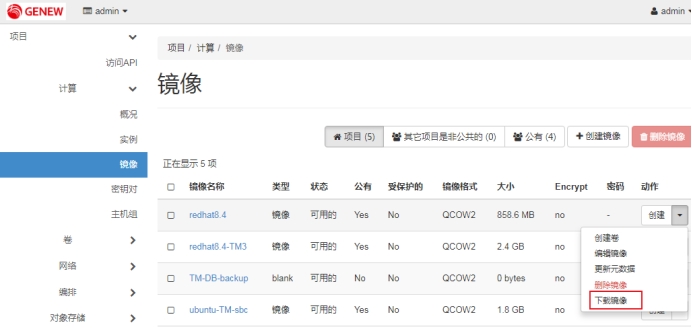 GENEW admin admin
项目
访问API
计算
概况
实例
镜像
密钥对
主机组
卷
网络
编排
对象存储
项目 / 计算 / 镜像
镜像
项目 (5) 其它项目是非公共的 (0) 公有 (4) 创建镜像 删除镜像
正在显示 5 项
镜像名称 类型 状态 公有 受保护的 镜像格式 大小 Encrypt 密码 动作
redhat8.4 镜像 可用的 Yes No QCOW2 858.6 MB no - 创建
redhat8.4-TM3 镜像 可用的 Yes No QCOW2 2.4 GB no
TM-DB-backup blank 可用的 No No QCOW2 0 bytes no
ubuntu-TM-sbc 镜像 可用的 Yes No QCOW2 1.8 GB no
创建卷
编辑镜像
更新元数据
删除镜像
下载镜像